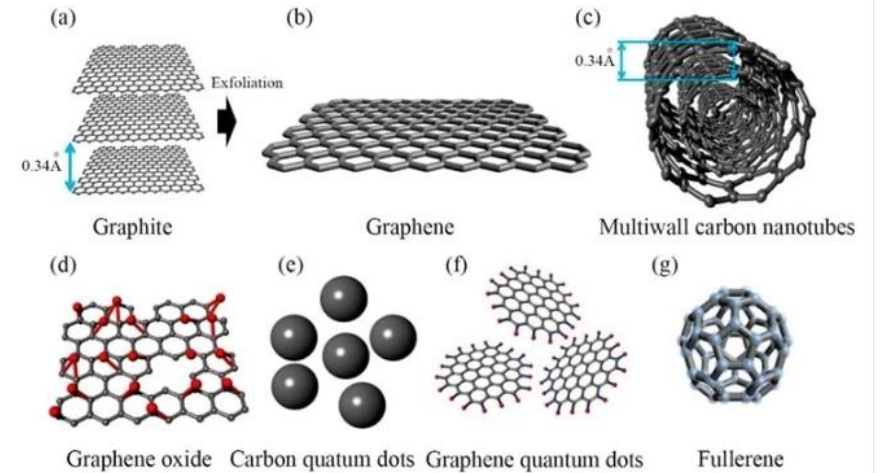 (a)
(b)
(c)
Exfoliation
0.34Å
0.34Å
Graphite
Graphene
Multiwall carbon nanotubes
(d)
(e)
(f)
(g)
Graphene oxide
Carbon quatum dots
Graphene quantum dots
Fullerene